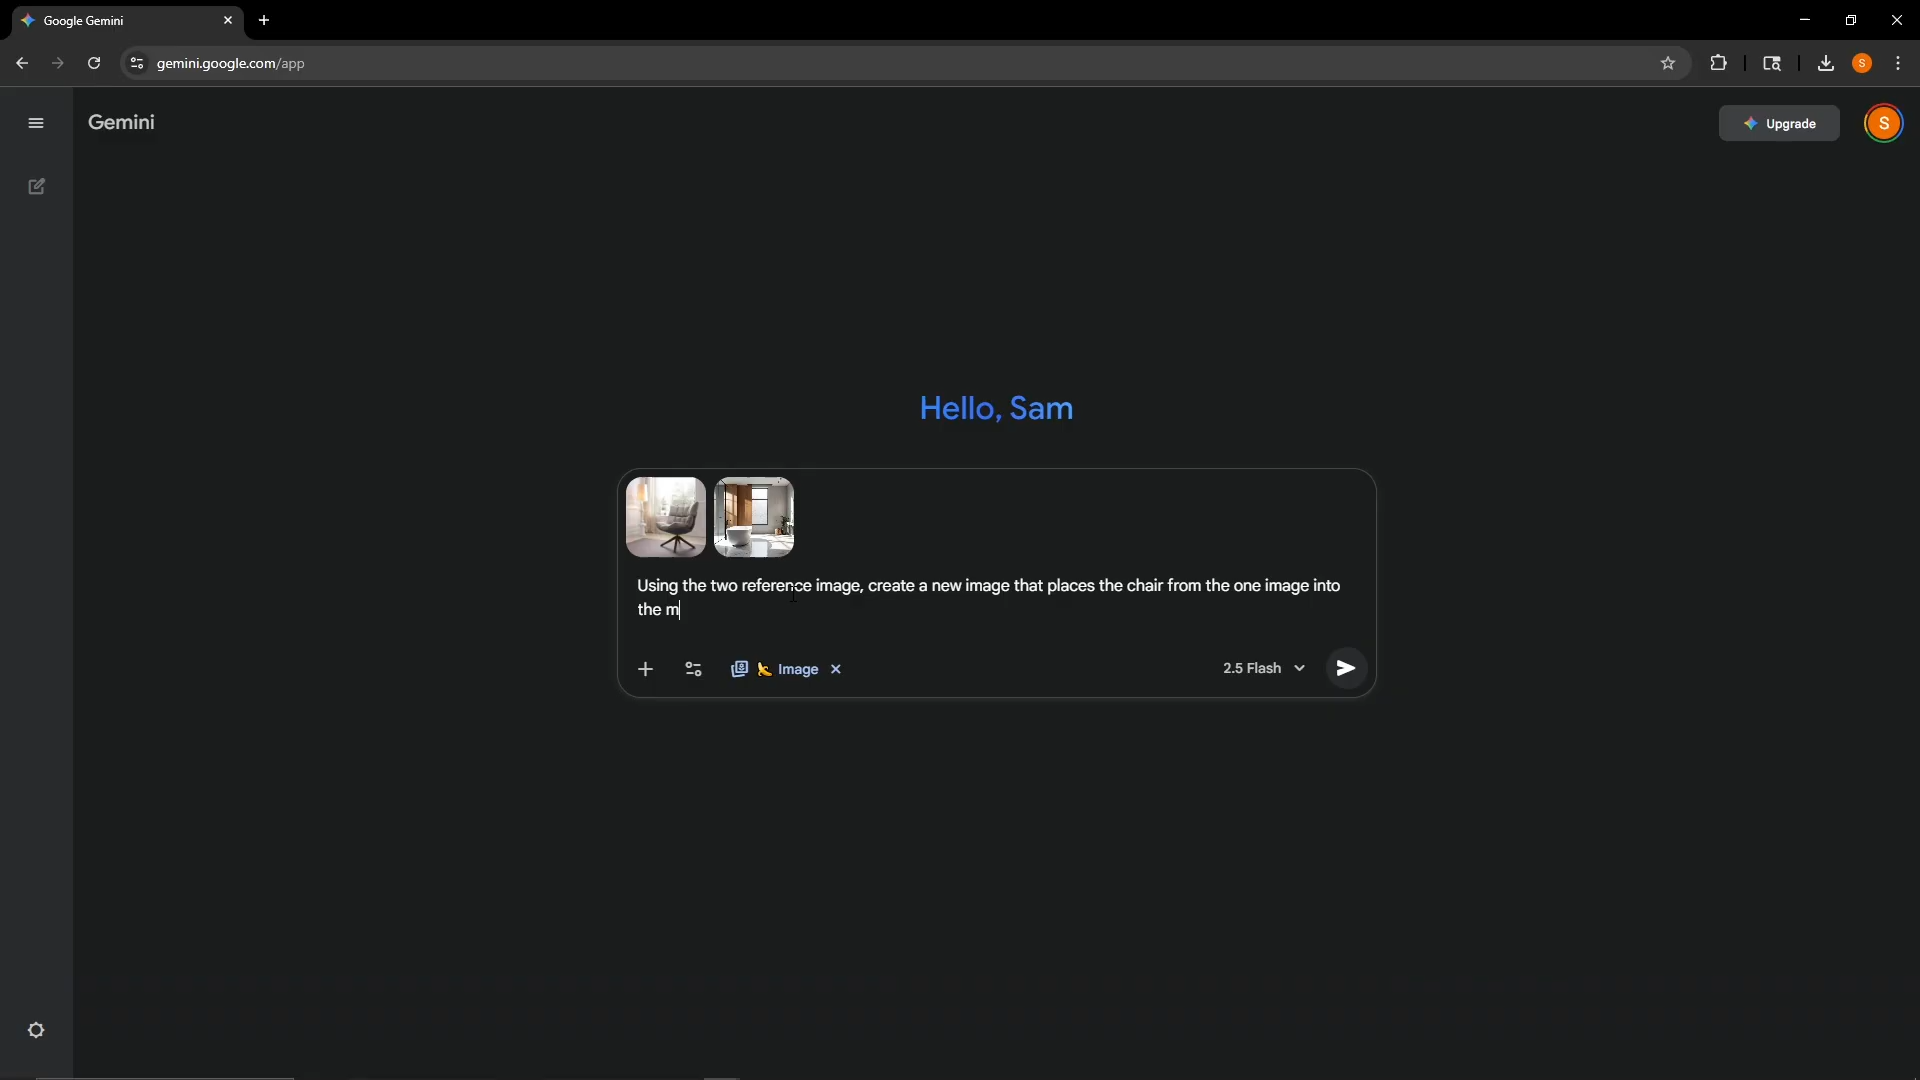 Google Gemini
gemini.google.com/app
S
Gemini
Upgrade
S
Hello, Sam
Using the two reference image, create a new image that places the chair from the one image into
the m
Image
2.5 Flash